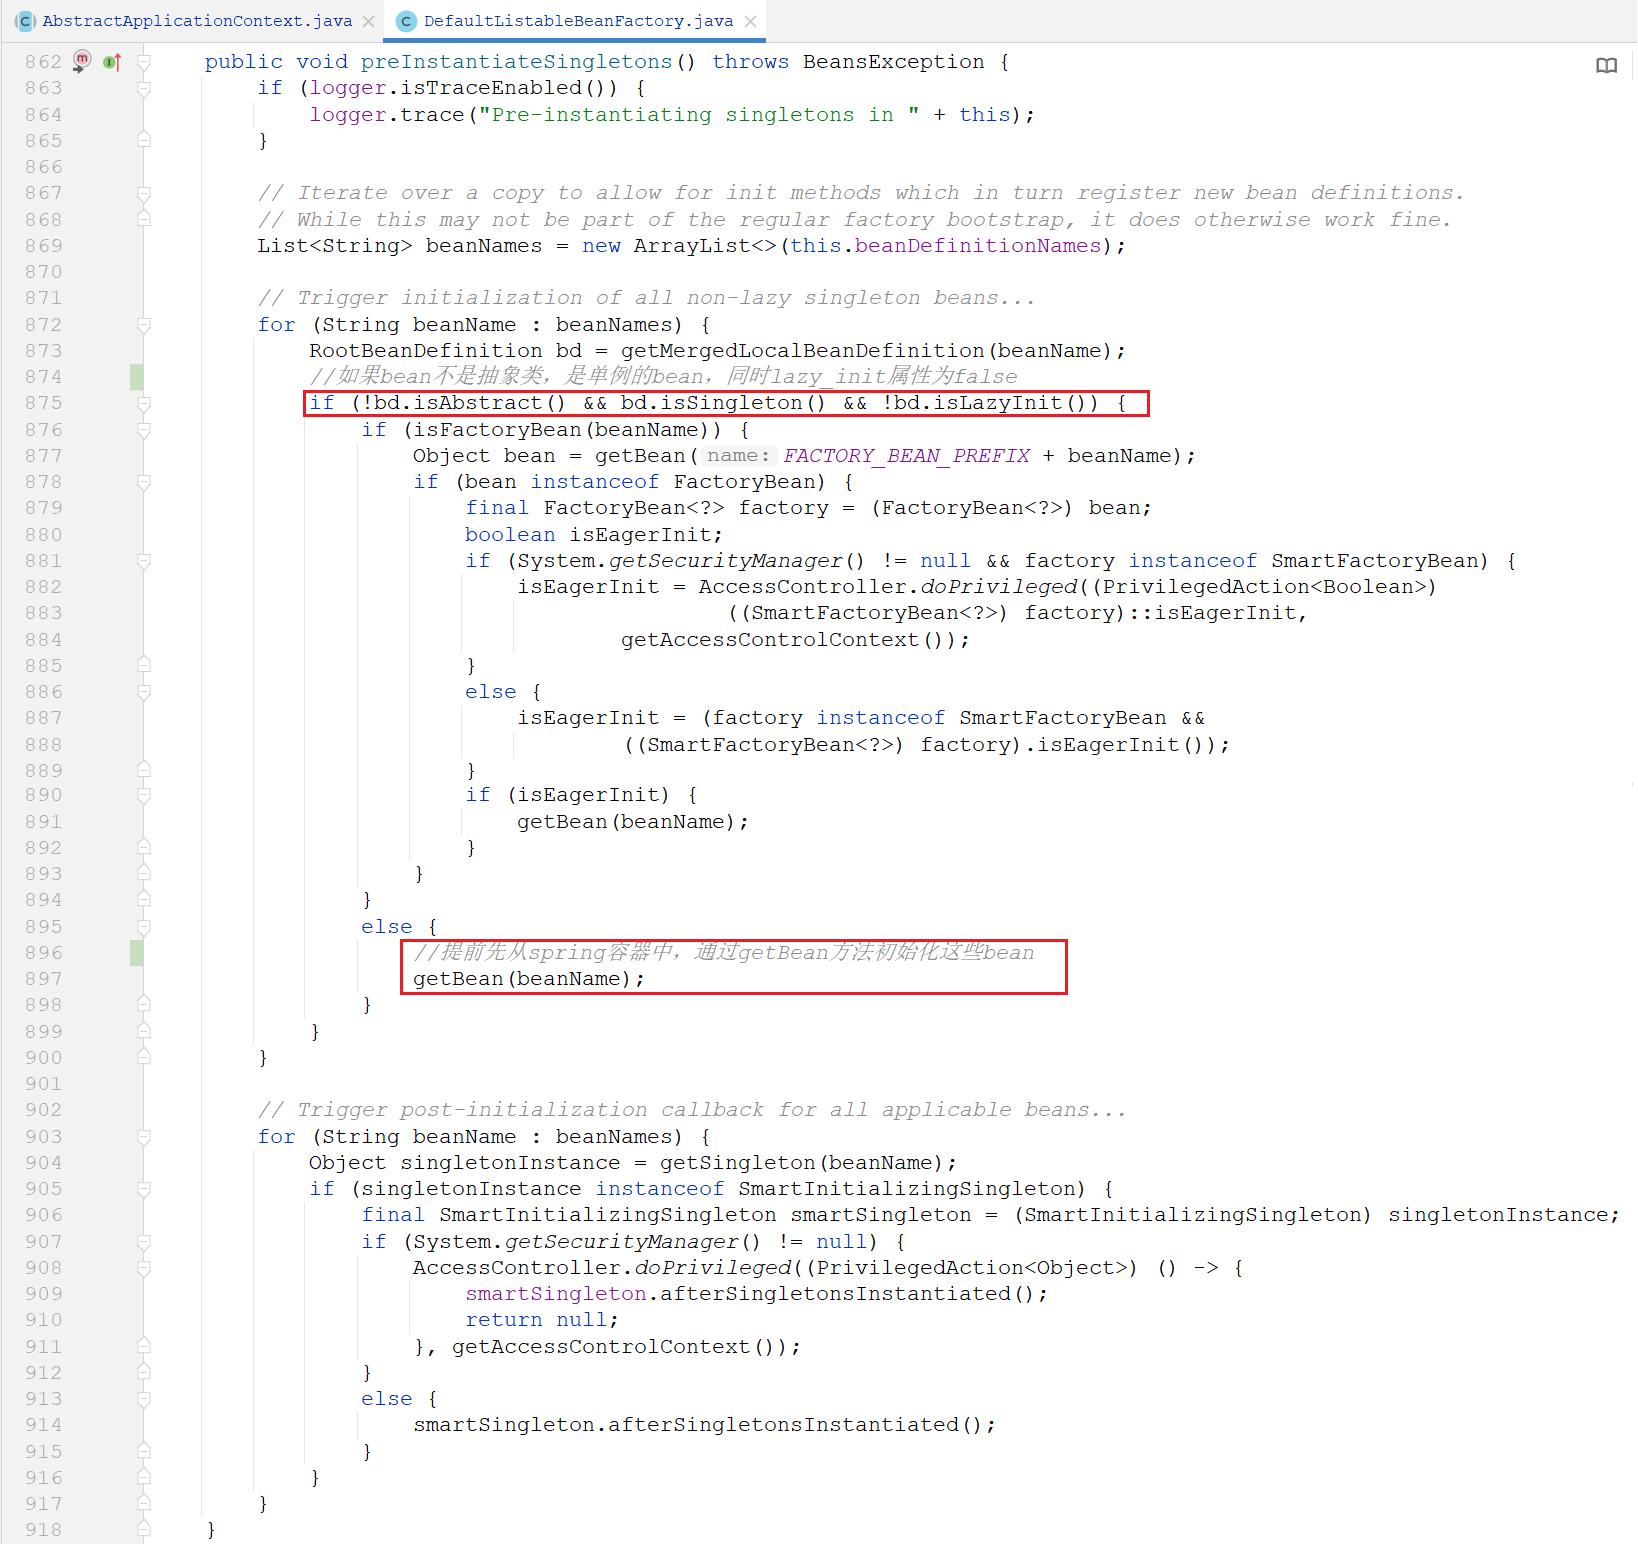 AbstractApplicationContext.java DefaultListableBeanFactory.java
862 public void preInstantiateSingletons() throws BeansException {
863 if (logger.isTraceEnabled()) {
864 logger.trace("Pre-instantiating singletons in " + this);
865 }
866
867 // Iterate over a copy to allow for init methods which in turn register new bean definitions.
868 // While this may not be part of the regular factory bootstrap, it does otherwise work fine.
869 List<String> beanNames = new ArrayList<>(this.beanDefinitionNames);
870
871 // Trigger initialization of all non-lazy singleton beans...
872 for (String beanName : beanNames) {
873 RootBeanDefinition bd = getMergedLocalBeanDefinition(beanName);
874 //如果bean不是抽象类，是单例的bean，同时lazy_init属性为false
875 if (!bd.isAbstract() && bd.isSingleton() && !bd.isLazyInit()) {
876 if (isFactoryBean(beanName)) {
877 Object bean = getBean( name: FACTORY_BEAN_PREFIX + beanName);
878 if (bean instanceof FactoryBean) {
879 final FactoryBean<?> factory = (FactoryBean<?>) bean;
880 boolean isEagerInit;
881 if (System.getSecurityManager() != null && factory instanceof SmartFactoryBean) {
882 isEagerInit = AccessController.doPrivileged((PrivilegedAction<Boolean>)
883 ((SmartFactoryBean<?>) factory)::isEagerInit,
884 getAccessControlContext());
885 }
886 else {
887 isEagerInit = (factory instanceof SmartFactoryBean &&
888 ((SmartFactoryBean<?>) factory).isEagerInit());
889 }
890 if (isEagerInit) {
891 getBean(beanName);
892 }
893 }
894 }
895 else {
896 //提前先从spring容器中，通过getBean方法初始化这些bean
897 getBean(beanName);
898 }
899 }
900 }
901
902 // Trigger post-initialization callback for all applicable beans...
903 for (String beanName : beanNames) {
904 Object singletonInstance = getSingleton(beanName);
905 if (singletonInstance instanceof SmartInitializingSingleton) {
906 final SmartInitializingSingleton smartSingleton = (SmartInitializingSingleton) singletonInstance;
907 if (System.getSecurityManager() != null) {
908 AccessController.doPrivileged((PrivilegedAction<Object>) () -> {
909 smartSingleton.afterSingletonsInstantiated();
910 return null;
911 }, getAccessControlContext());
912 }
913 else {
914 smartSingleton.afterSingletonsInstantiated();
915 }
916 }
917 }
918 }